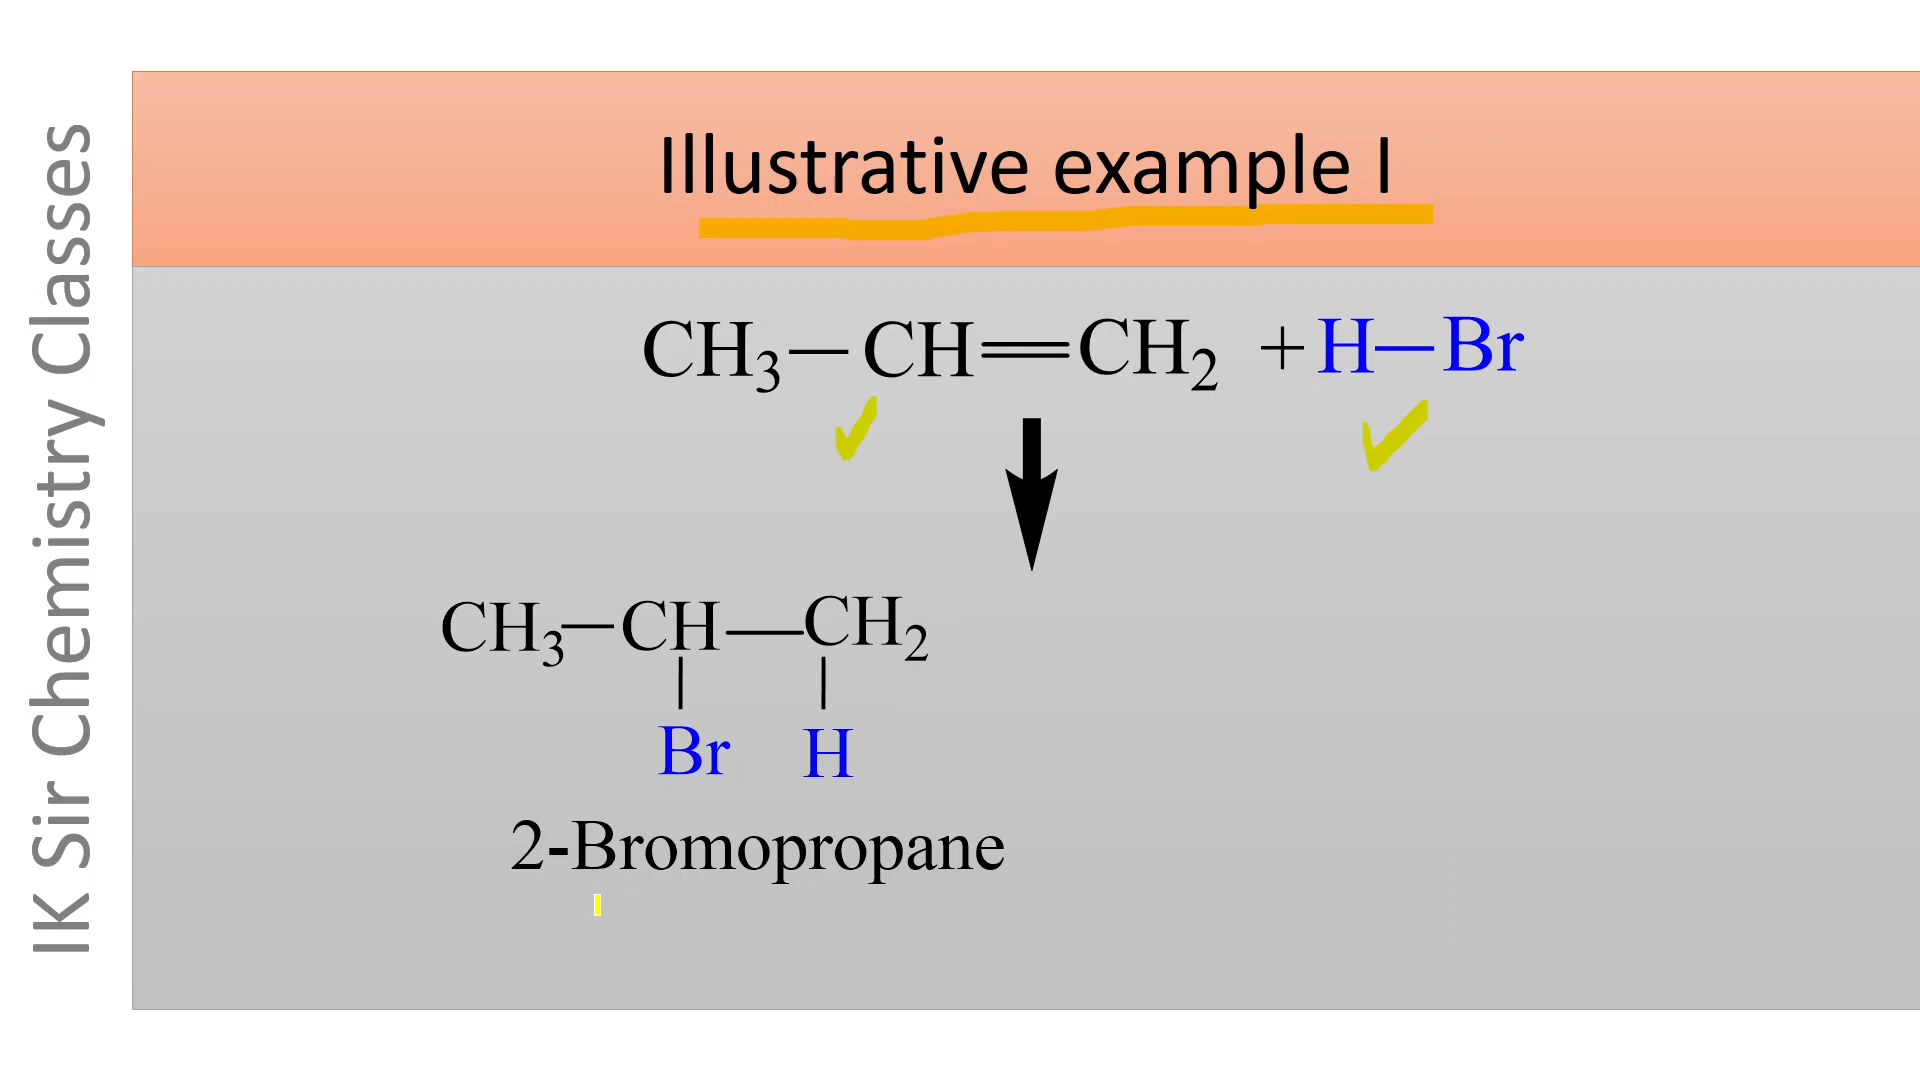 IK Sir Chemistry Classes
Illustrative example I
CH3—CH=CH2 + H—Br
CH3—CH—CH2
Br H
2-Bromopropane